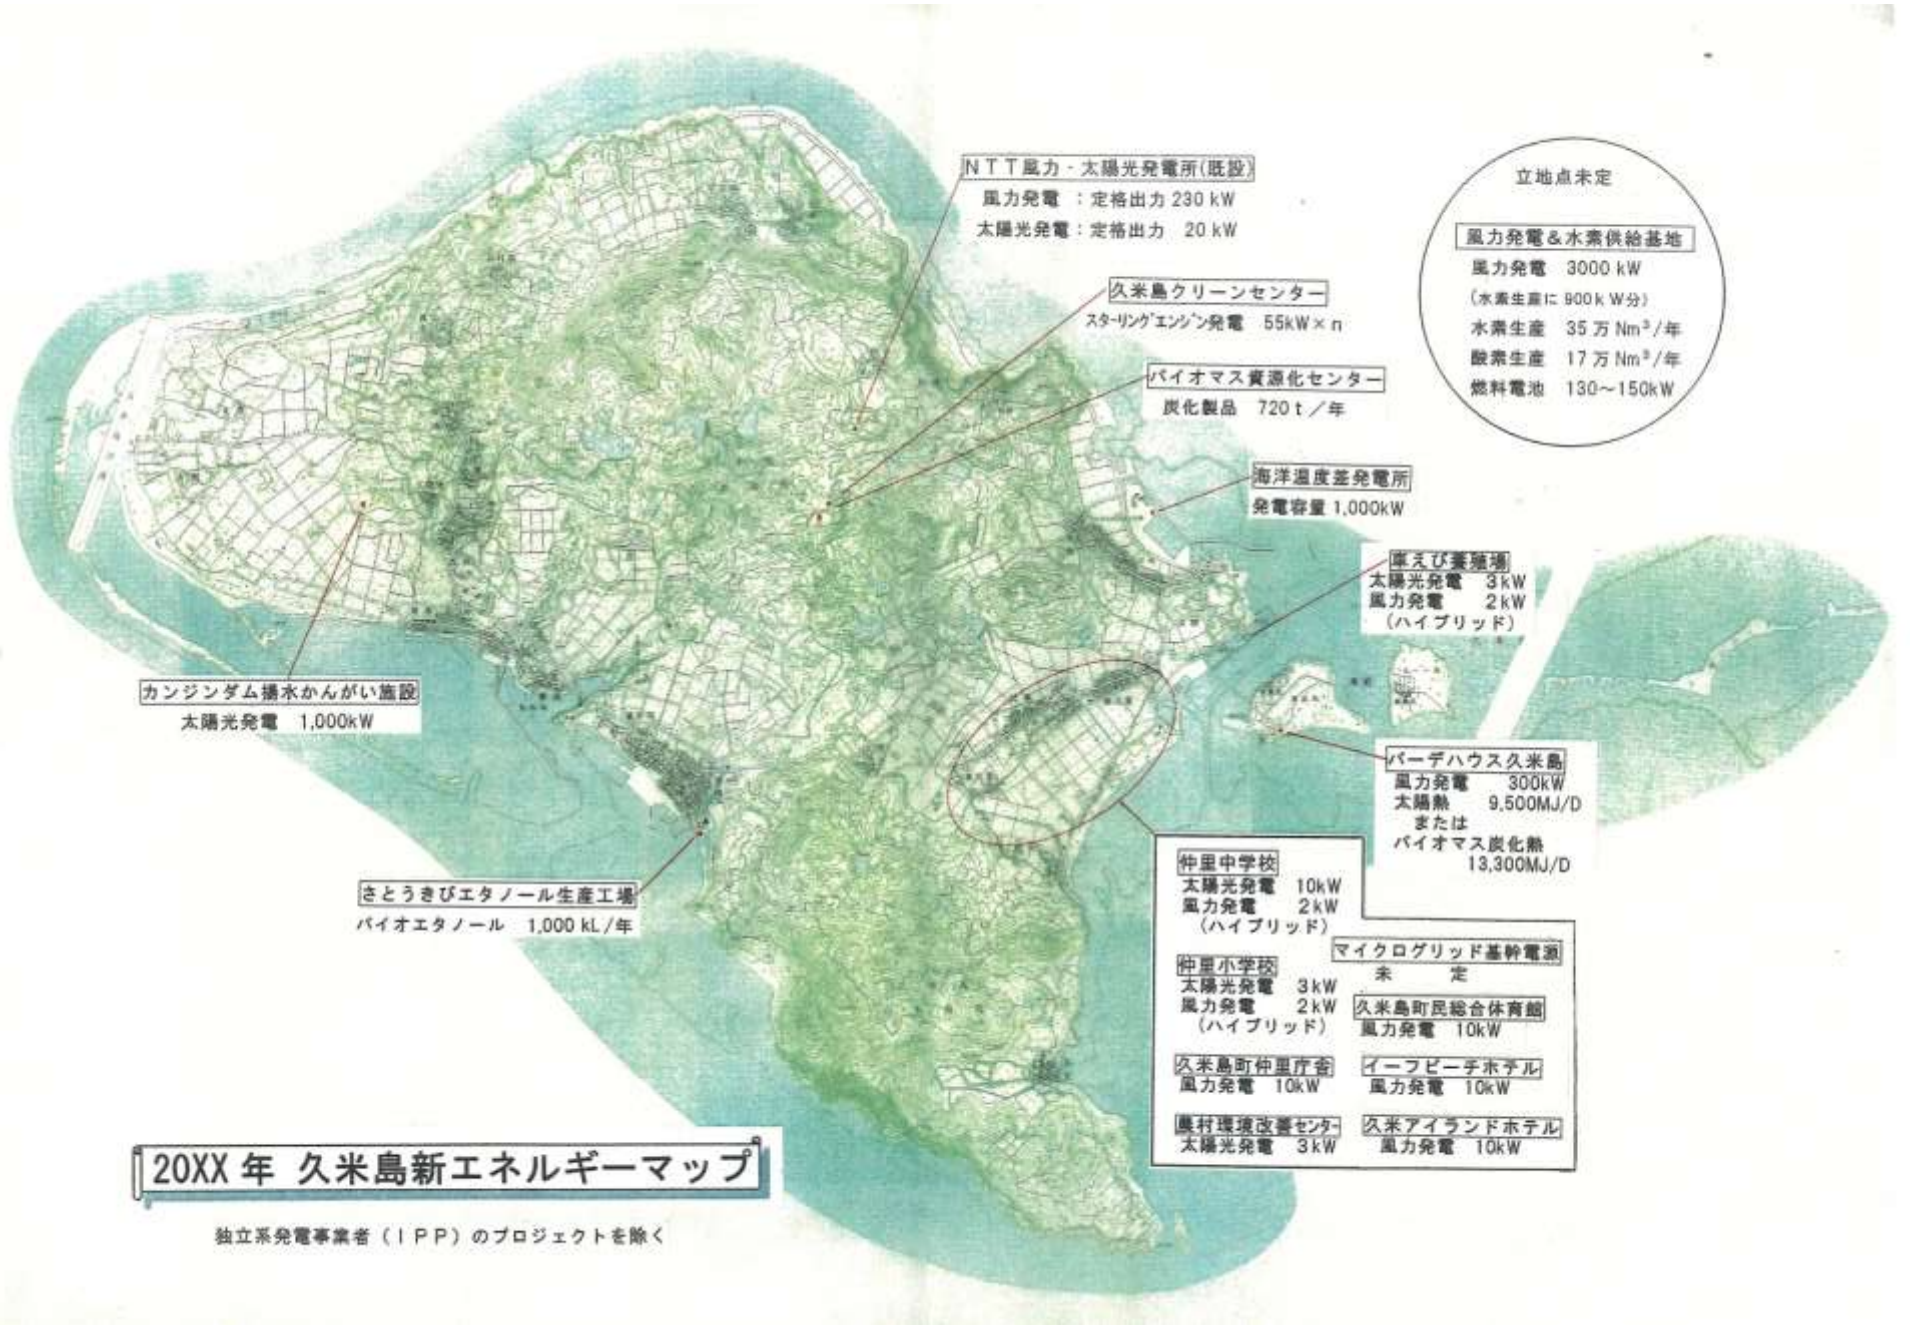 NTT風力・太陽光発電所(既設)
風力発電 :定格出力 230 kW
太陽光発電:定格出力 20 kW
立地点未定
風力発電&水素供給基地
風力発電 3000 kW
(水素生産に 900kW分)
水素生産 35万 Nm³/年
酸素生産 17万 Nm³/年
燃料電池 130~150kW
久米島クリーンセンター
スターリングエンジン発電 55kW×n
バイオマス資源化センター
炭化製品 720t/年
海洋温度差発電所
発電容量 1,000kW
車えび養殖場
太陽光発電 3kW
風力発電 2kW
(ハイブリッド)
カンジンダム揚水かんがい施設
太陽光発電 1,000kW
バーデハウス久米島
風力発電 300kW
太陽熱 9,500MJ/D
または
バイオマス炭化熱
13,300MJ/D
さとうきびエタノール生産工場
バイオエタノール 1,000 kL/年
仲里中学校
太陽光発電 10kW
風力発電 2kW
(ハイブリッド)
仲里小学校
太陽光発電 3kW
風力発電 2kW
(ハイブリッド)
久米島町仲里庁舎
風力発電 10kW
農村環境改善センター
太陽光発電 3kW
マイクログリッド基幹電源
未 定
久米島町民総合体育館
風力発電 10kW
イーフビーチホテル
風力発電 10kW
久米アイランドホテル
風力発電 10kW
20XX年 久米島新エネルギーマップ
独立系発電事業者(IPP)のプロジェクトを除く